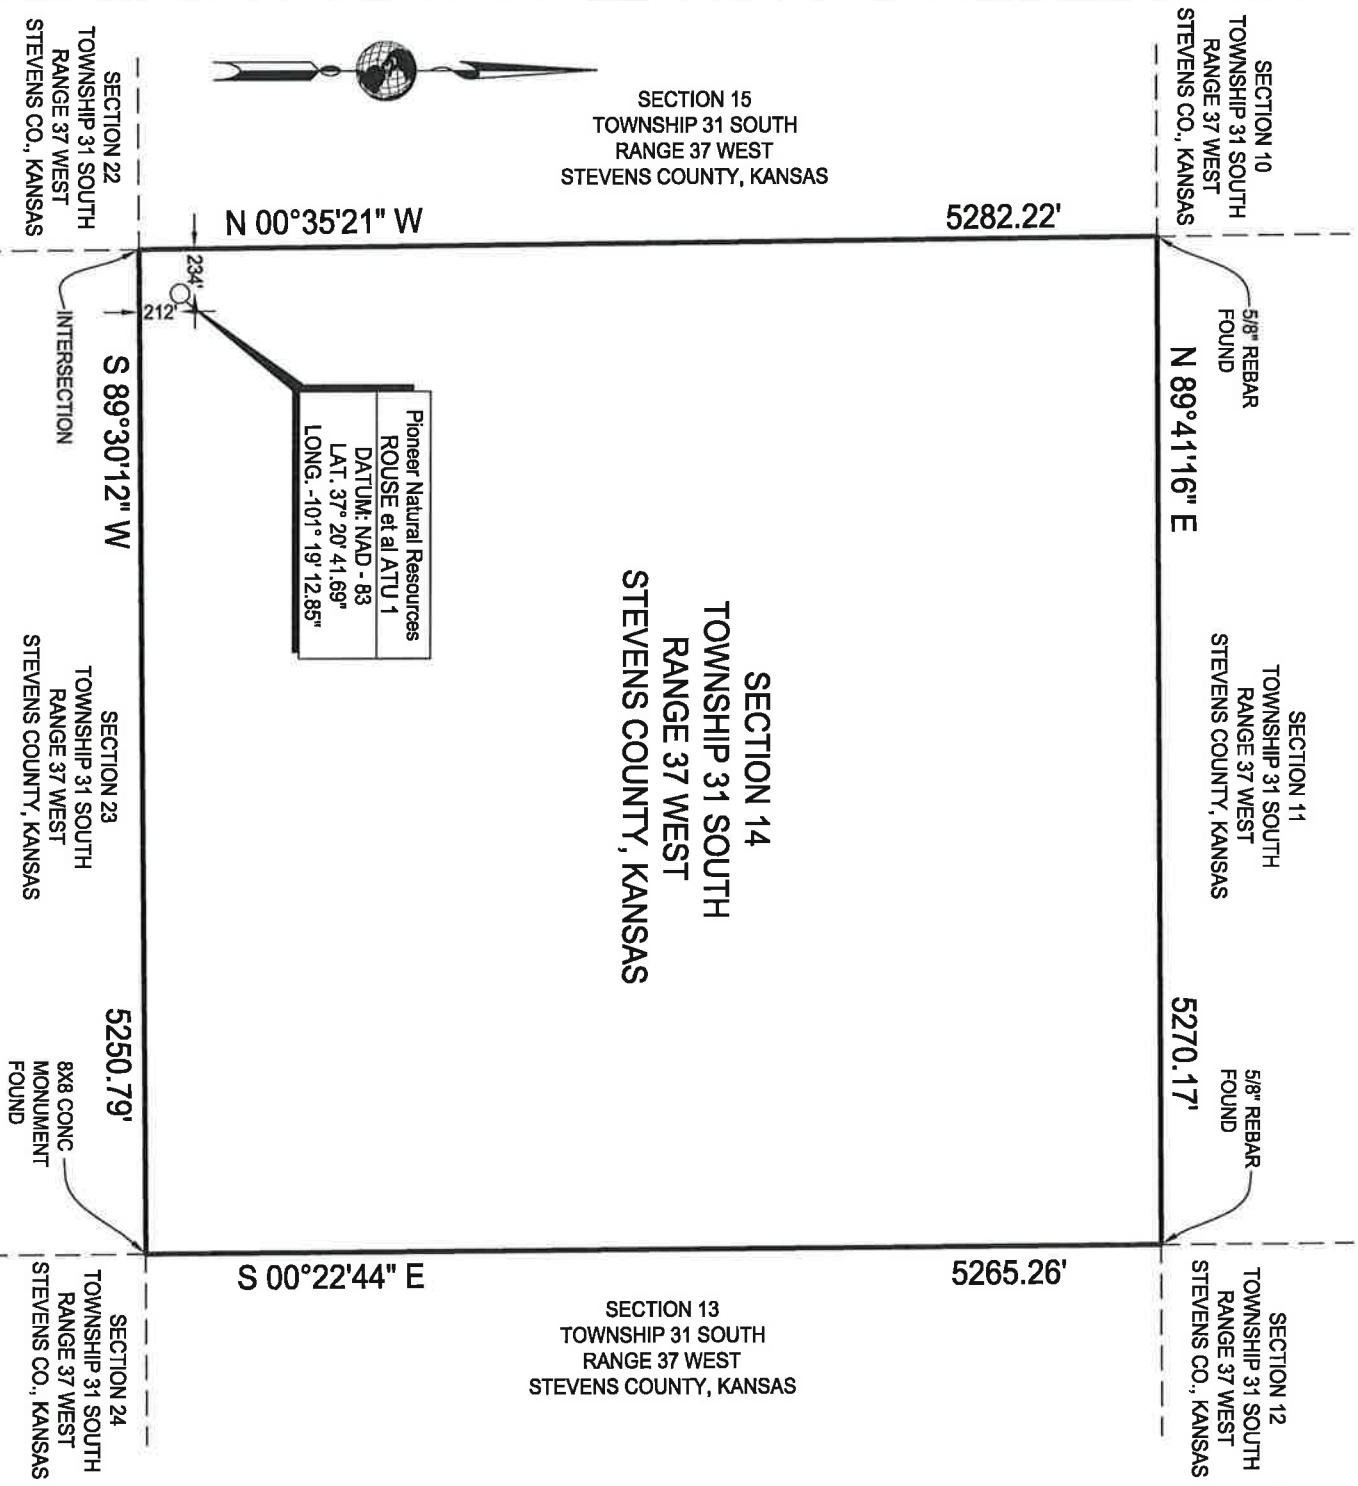 SECTION 10
TOWNSHIP 31 SOUTH
RANGE 37 WEST
STEVENS CO., KANSAS
5/8" REBAR
FOUND
N 89°41'16" E
SECTION 11
TOWNSHIP 31 SOUTH
RANGE 37 WEST
STEVENS COUNTY, KANSAS
5270.17'
5/8" REBAR
FOUND
SECTION 12
TOWNSHIP 31 SOUTH
RANGE 37 WEST
STEVENS CO., KANSAS
SECTION 15
TOWNSHIP 31 SOUTH
RANGE 37 WEST
STEVENS COUNTY, KANSAS
N 00°35'21" W
5282.22'
SECTION 14
TOWNSHIP 31 SOUTH
RANGE 37 WEST
STEVENS COUNTY, KANSAS
Pioneer Natural Resources
ROUSE et al ATU 1
DATUM: NAD - 83
LAT. 37° 20' 41.69"
LONG. -101° 19' 12.85"
234'
212'
S 00°22'44" E
5265.26'
SECTION 13
TOWNSHIP 31 SOUTH
RANGE 37 WEST
STEVENS COUNTY, KANSAS
SECTION 22
TOWNSHIP 31 SOUTH
RANGE 37 WEST
STEVENS CO., KANSAS
INTERSECTION
S 89°30'12" W
SECTION 23
TOWNSHIP 31 SOUTH
RANGE 37 WEST
STEVENS COUNTY, KANSAS
5250.79'
8X8 CONC
MONUMENT
FOUND
SECTION 24
TOWNSHIP 31 SOUTH
RANGE 37 WEST
STEVENS CO., KANSAS